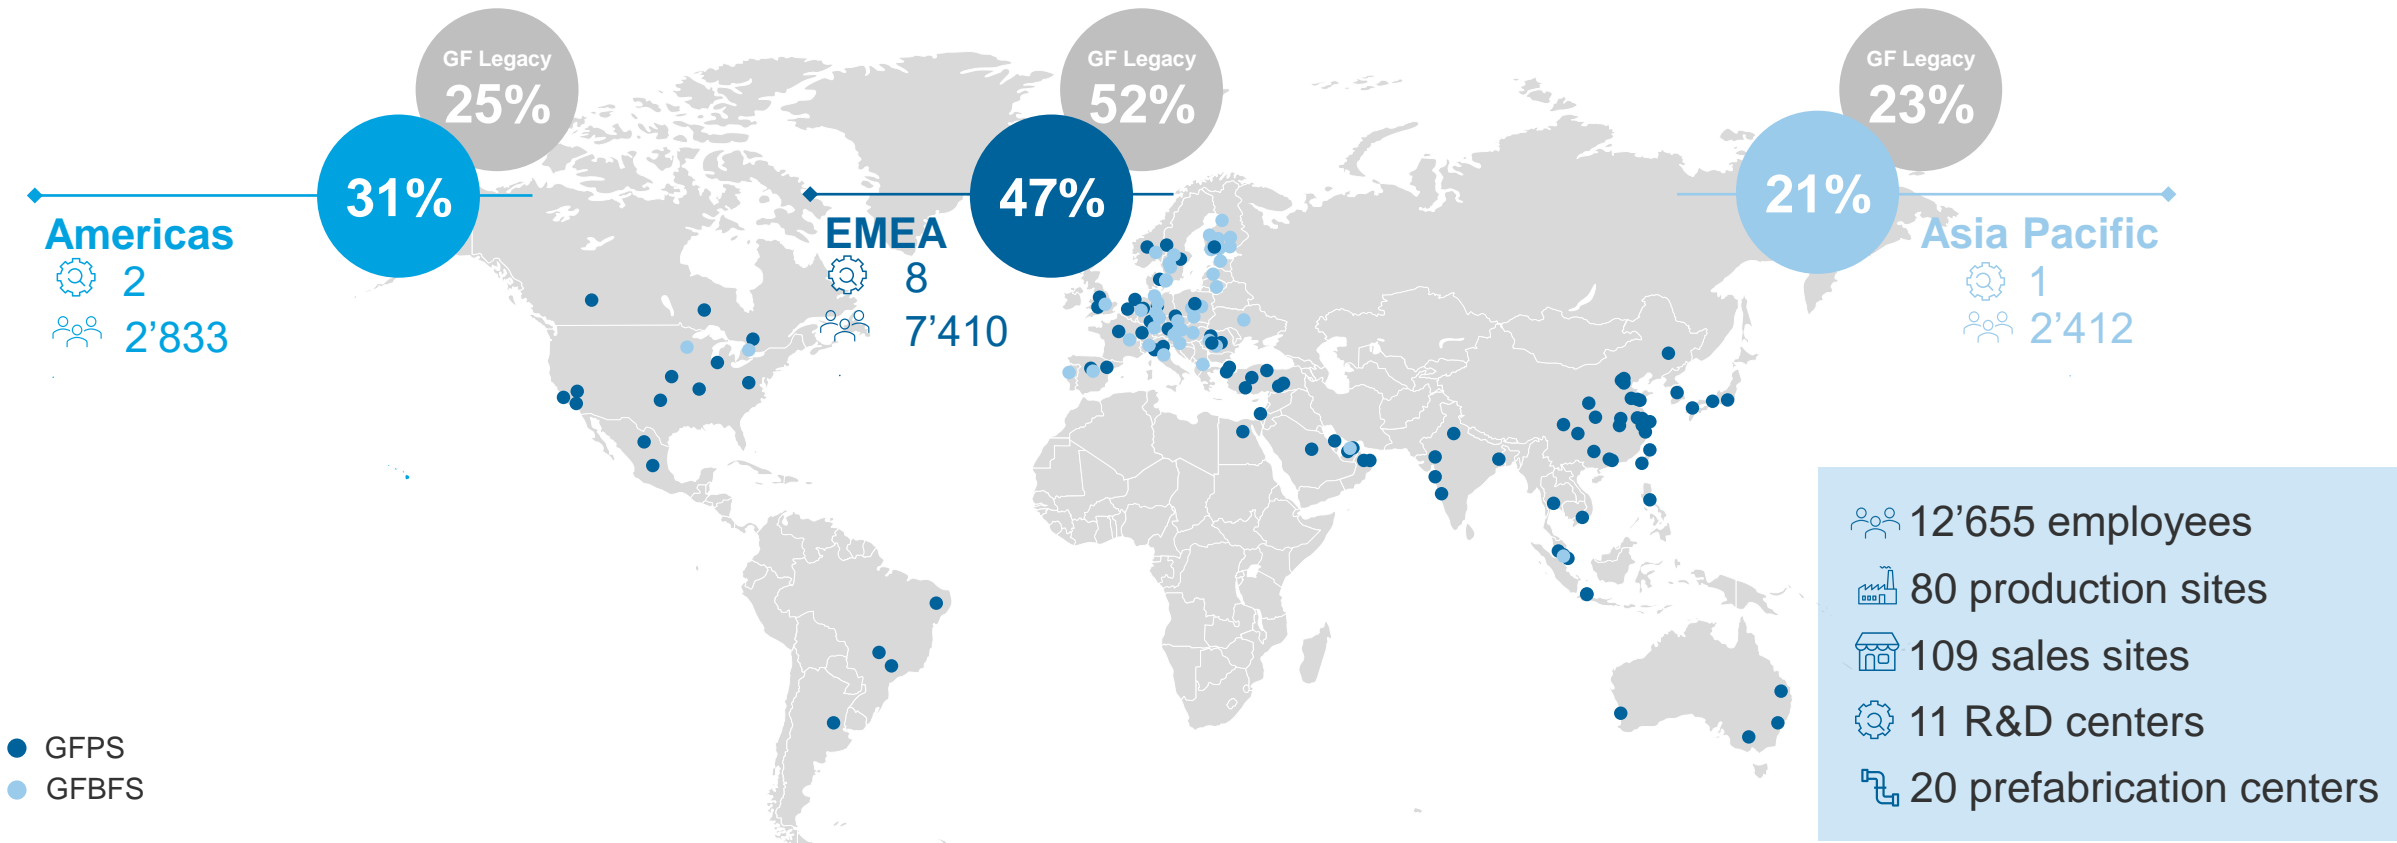 GF Legacy
25%
31%
Americas
2
2’833
GF Legacy
52%
47%
EMEA
8
7’410
GF Legacy
23%
21%
Asia Pacific
1
2’412
12’655 employees
80 production sites
109 sales sites
11 R&D centers
20 prefabrication centers
GFPS
GFBFS